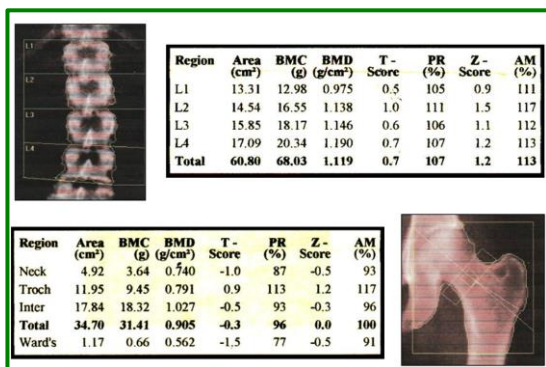 L1
L2
L3
L4
Region Area (cm²) BMC (g) BMD (g/cm²) T - Score PR (%) Z - Score AM (%)
L1 13.31 12.98 0.975 0.5 105 0.9 111
L2 14.54 16.55 1.138 1.0 111 1.5 117
L3 15.85 18.17 1.146 0.6 106 1.1 112
L4 17.09 20.34 1.190 0.7 107 1.2 113
Total 60.80 68.03 1.119 0.7 107 1.2 113
Region Area (cm²) BMC (g) BMD (g/cm²) T - Score PR (%) Z - Score AM (%)
Neck 4.92 3.64 0.740 -1.0 87 -0.5 93
Troch 11.95 9.45 0.791 0.9 113 1.2 117
Inter 17.84 18.32 1.027 -0.5 93 -0.3 96
Total 34.70 31.41 0.905 -0.3 96 0.0 100
Ward's 1.17 0.66 0.562 -1.5 77 -0.5 91